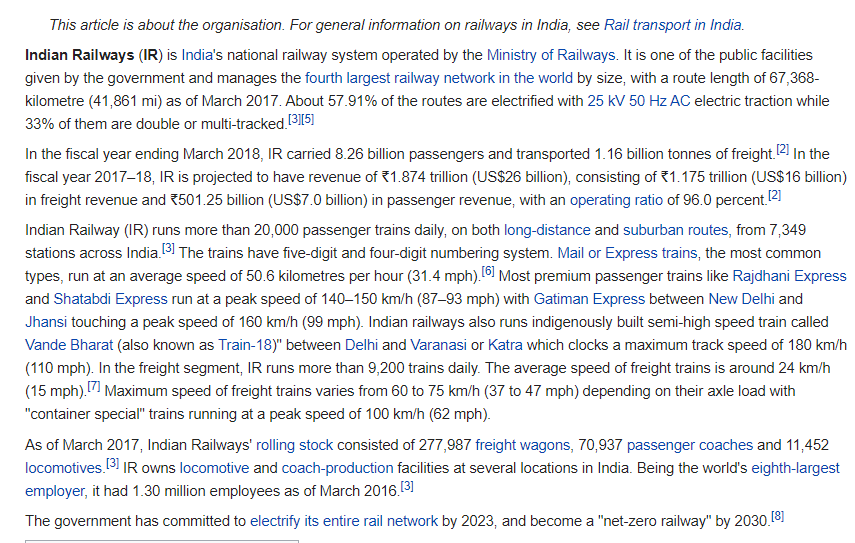 This article is about the organisation. For general information on railways in India, see Rail transport in India.
Indian Railways (IR) is India's national railway system operated by the Ministry of Railways. It is one of the public facilities
given by the government and manages the fourth largest railway network in the world by size, with a route length of 67,368-
kilometre (41,861 mi) as of March 2017. About 57.91% of the routes are electrified with 25 kV 50 Hz AC electric traction while
33% of them are double or multi-tracked.[3][5]
In the fiscal year ending March 2018, IR carried 8.26 billion passengers and transported 1.16 billion tonnes of freight.[2] In the
fiscal year 2017–18, IR is projected to have revenue of ₹1.874 trillion (US$26 billion), consisting of ₹1.175 trillion (US$16 billion)
in freight revenue and ₹501.25 billion (US$7.0 billion) in passenger revenue, with an operating ratio of 96.0 percent.[2]
Indian Railway (IR) runs more than 20,000 passenger trains daily, on both long-distance and suburban routes, from 7,349
stations across India.[3] The trains have five-digit and four-digit numbering system. Mail or Express trains, the most common
types, run at an average speed of 50.6 kilometres per hour (31.4 mph).[6] Most premium passenger trains like Rajdhani Express
and Shatabdi Express run at a peak speed of 140–150 km/h (87–93 mph) with Gatiman Express between New Delhi and
Jhansi touching a peak speed of 160 km/h (99 mph). Indian railways also runs indigenously built semi-high speed train called
Vande Bharat (also known as Train-18)" between Delhi and Varanasi or Katra which clocks a maximum track speed of 180 km/h
(110 mph). In the freight segment, IR runs more than 9,200 trains daily. The average speed of freight trains is around 24 km/h
(15 mph).[7] Maximum speed of freight trains varies from 60 to 75 km/h (37 to 47 mph) depending on their axle load with
"container special" trains running at a peak speed of 100 km/h (62 mph).
As of March 2017, Indian Railways' rolling stock consisted of 277,987 freight wagons, 70,937 passenger coaches and 11,452
locomotives.[3] IR owns locomotive and coach-production facilities at several locations in India. Being the world's eighth-largest
employer, it had 1.30 million employees as of March 2016.[3]
The government has committed to electrify its entire rail network by 2023, and become a "net-zero railway" by 2030.[8]